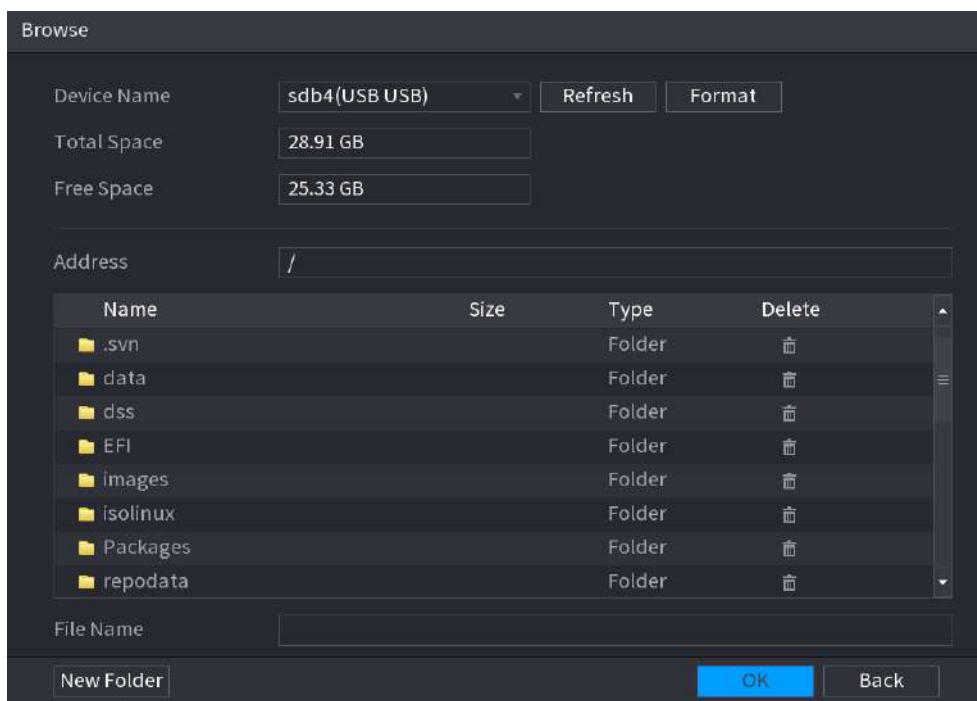 Browse
Device Name sdb4(USB USB) Refresh Format
Total Space 28.91 GB
Free Space 25.33 GB
Address /
Name Size Type Delete
.svn Folder
data Folder
dss Folder
EFI Folder
images Folder
isolinux Folder
Packages Folder
repodata Folder
File Name
New Folder OK Back